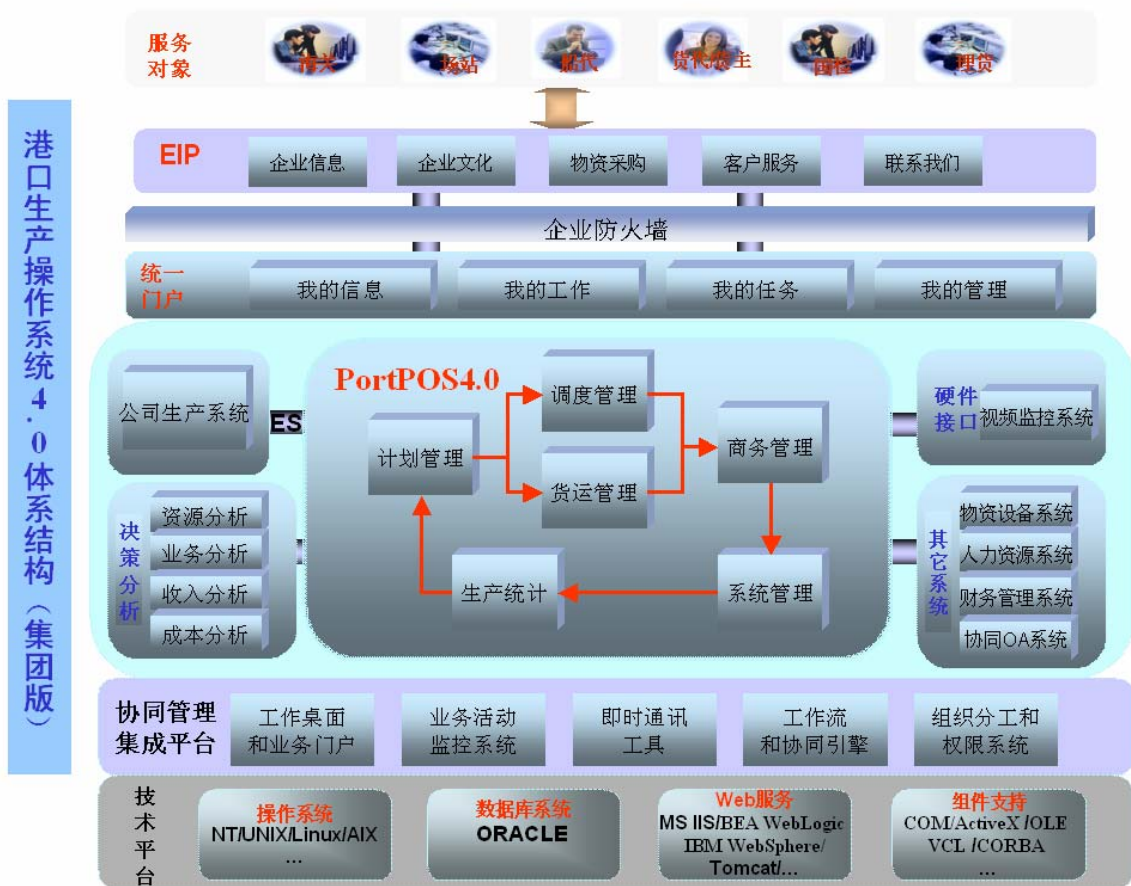 港口生产操作系统4.0体系结构（集团版）
服务
对象
海关
场站
船代
货代/货主
理货
EIP
企业信息
企业文化
物资采购
客户服务
联系我们
企业防火墙
统一
门户
我的信息
我的工作
我的任务
我的管理
公司生产系统
ES
PortPOS4.0
计划管理
调度管理
货运管理
商务管理
系统管理
生产统计
硬件
接口
视频监控系统
决策分析
资源分析
业务分析
收入分析
成本分析
其它系统
物资设备系统
人力资源系统
财务管理系统
协同OA系统
协同管理
集成平台
工作桌面
和业务门户
业务活动
监控系统
即时通讯
工具
工作流
和协同引擎
组织分工和
权限系统
技术平台
操作系统
NT/UNIX/Linux/AIX
...
数据库系统
ORACLE
Web服务
MS IIS/BEA WebLogic
IBM WebSphere/
Tomcat/...
组件支持
COM/ActiveX /OLE
VCL /CORBA
...